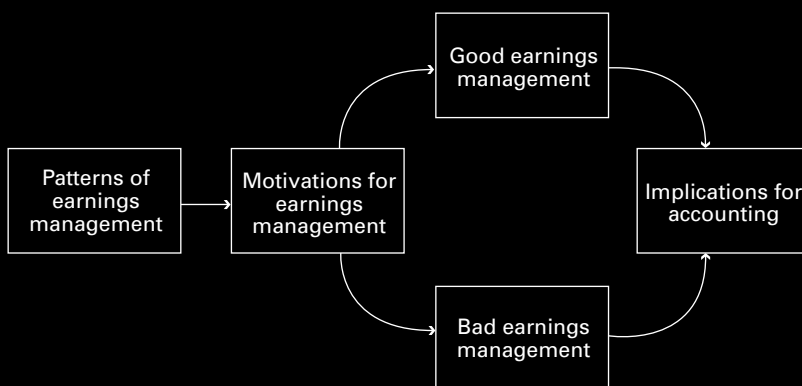 Patterns of
earnings
management
Motivations for
earnings
management
Good earnings
management
Bad earnings
management
Implications for
accounting